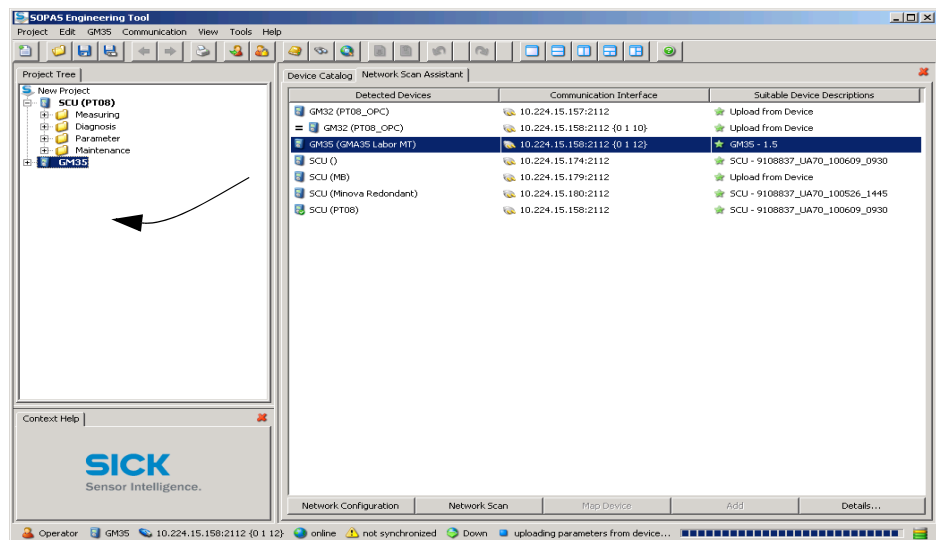 SOPAS Engineering Tool
Project Edit GM35 Communication View Tools Help
Project Tree
New Project
SCU (PT08)
Measuring
Diagnosis
Parameter
Maintenance
GM35
Context Help
SICK
Sensor Intelligence.
Device Catalog Network Scan Assistant
Detected Devices Communication Interface Suitable Device Descriptions
GM32 (PT08_OPC) 10.224.15.157:2112 Upload from Device
= GM32 (PT08_OPC) 10.224.15.158:2112 {0 1 10} Upload from Device
GM35 (GMA35 Labor MT) 10.224.15.158:2112 {0 1 12} GM35 - 1.5
SCU () 10.224.15.174:2112 SCU - 9108837_UA70_100609_0930
SCU (MB) 10.224.15.179:2112 Upload from Device
SCU (Minova Redondant) 10.224.15.180:2112 SCU - 9108837_UA70_100526_1445
SCU (PT08) 10.224.15.158:2112 SCU - 9108837_UA70_100609_0930
Network Configuration Network Scan Map Device Add Details...
Operator GM35 10.224.15.158:2112 {0 1 12} online not synchronized Down uploading parameters from device...